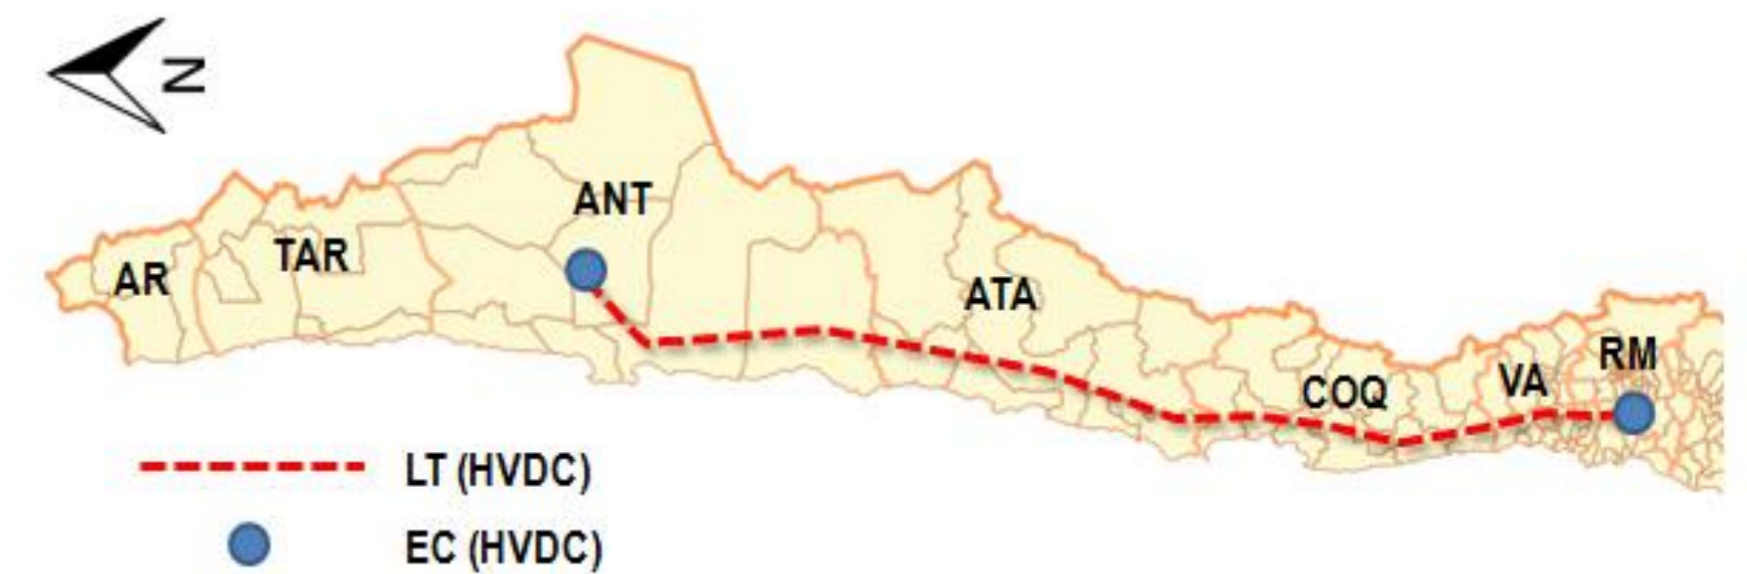 N
ANT
TAR
AR
ATA
RM
VA
COQ
LT (HVDC)
EC (HVDC)